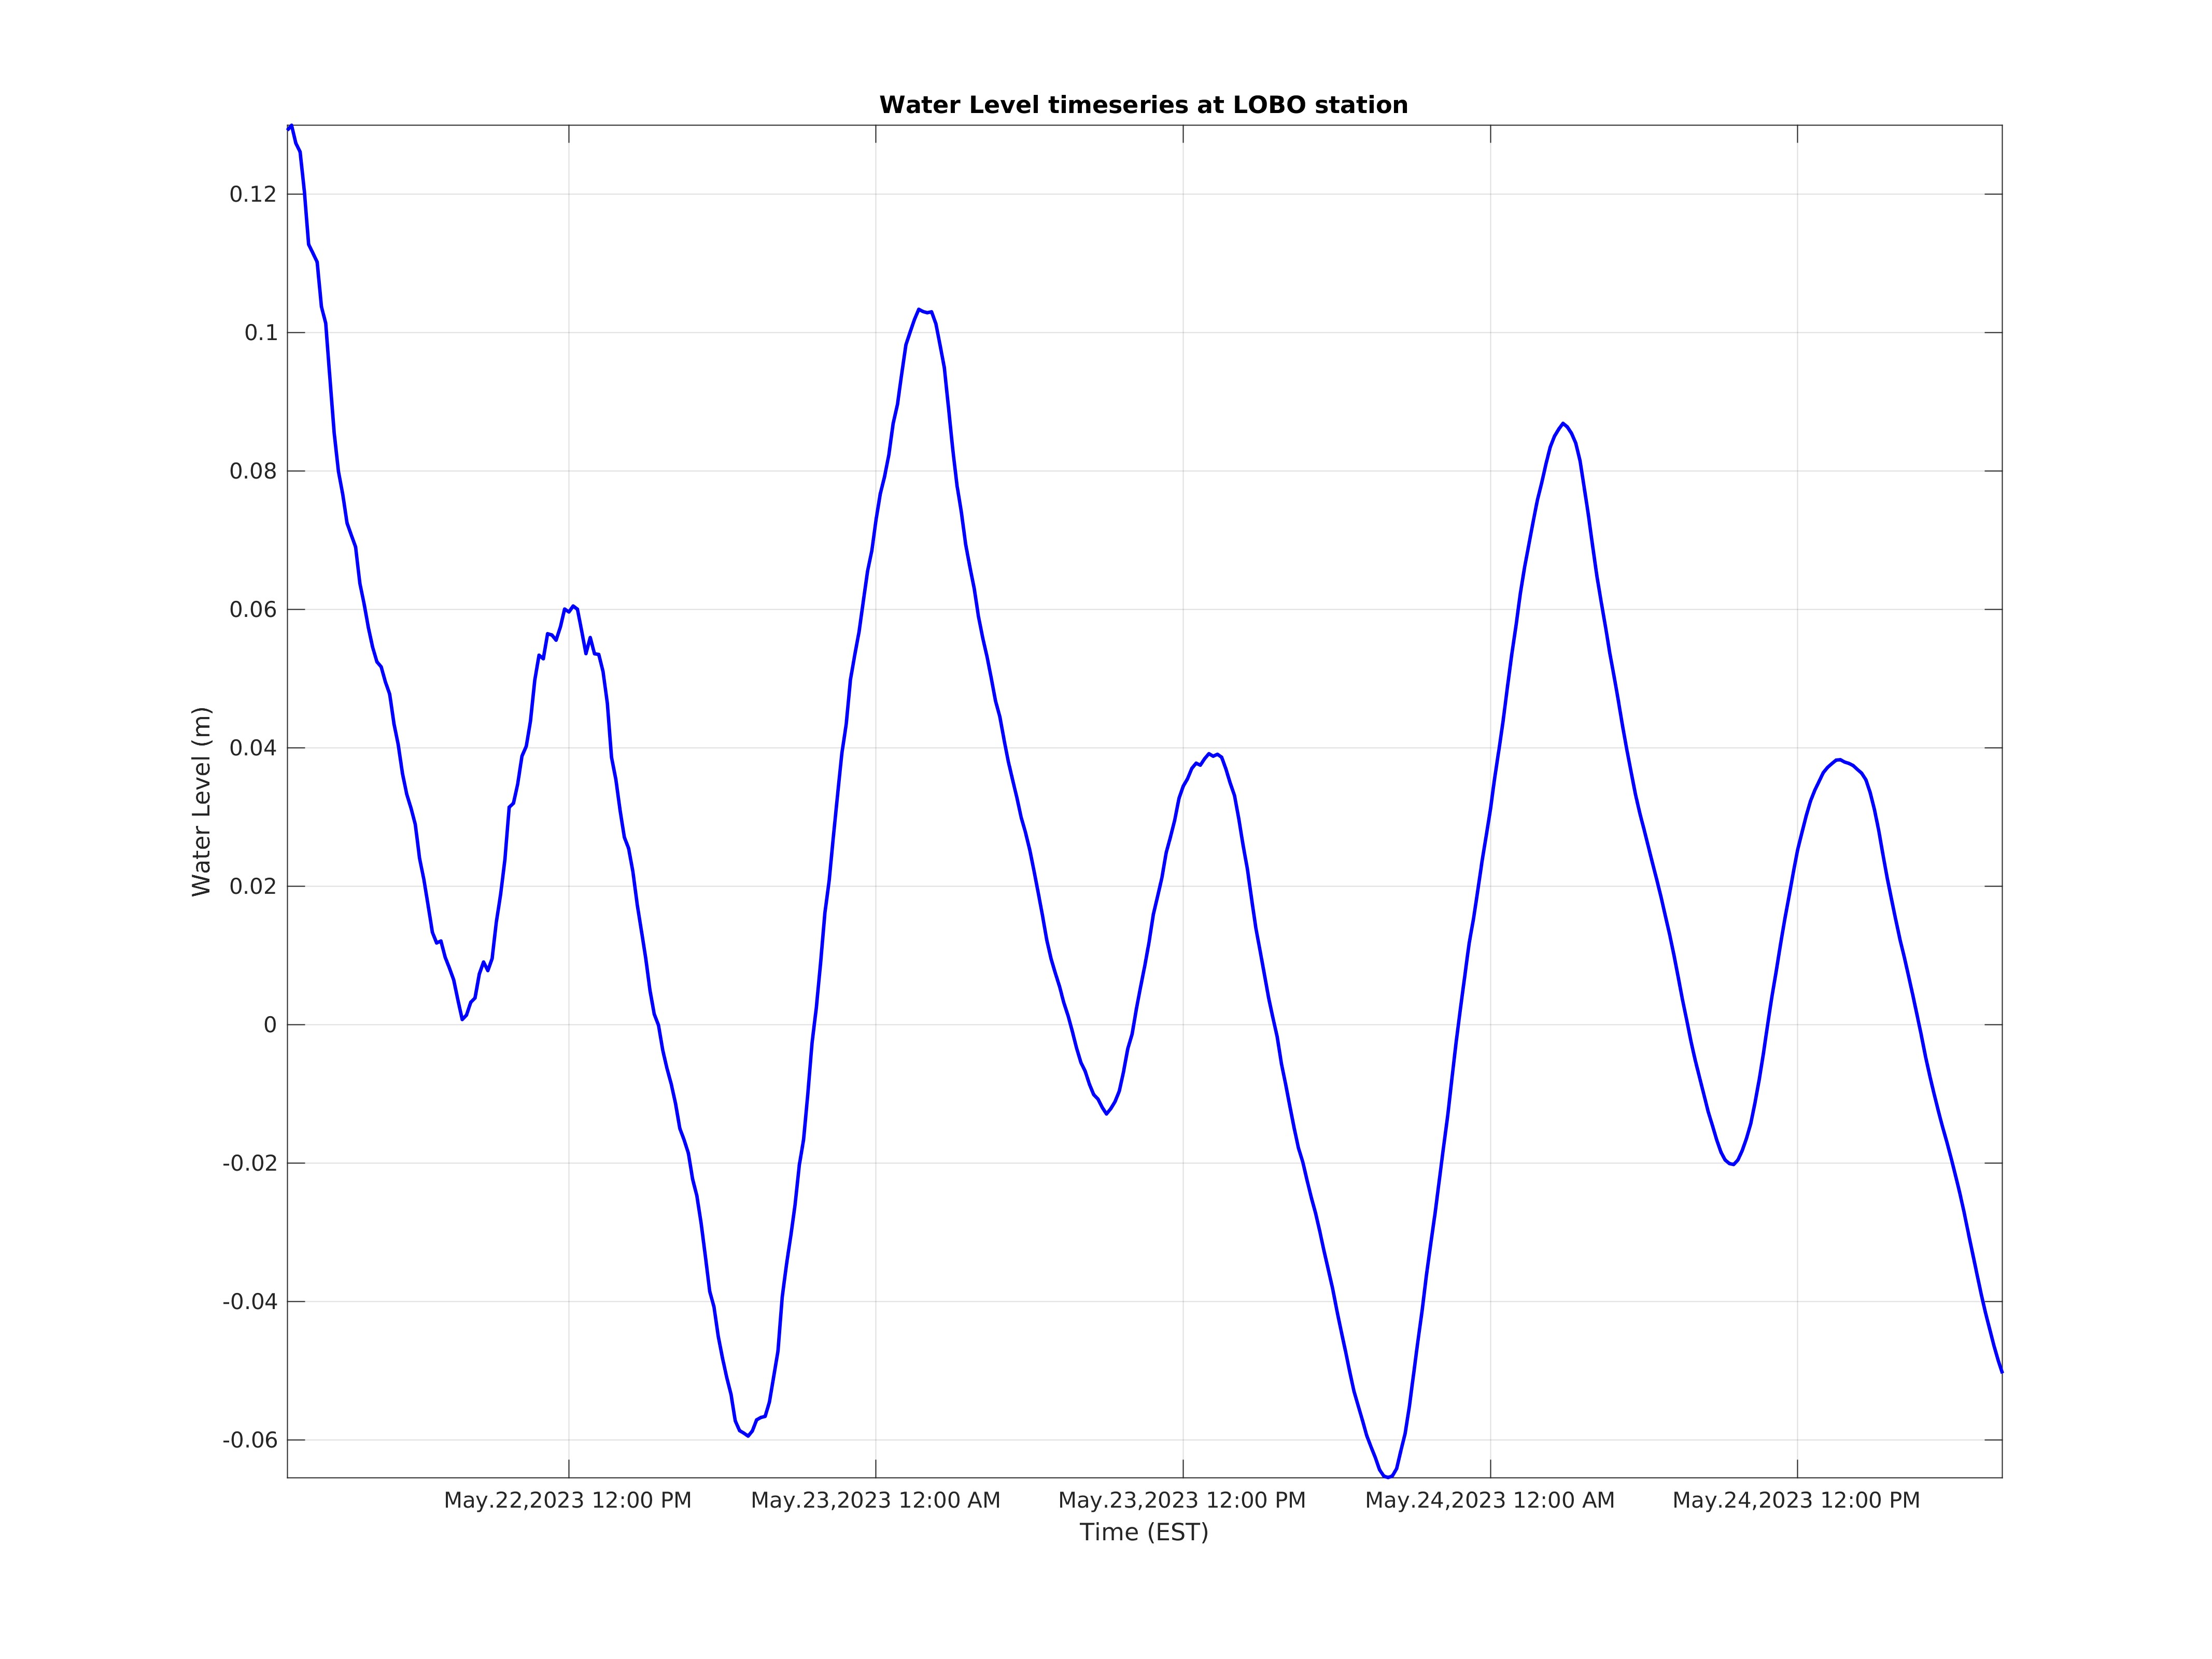 Water Level timeseries at LOBO station
0.12
0.1
0.08
0.06
0.04
0.02
0
-0.02
-0.04
-0.06
Water Level (m)
May.22,2023 12:00 PM
May.23,2023 12:00 AM
May.23,2023 12:00 PM
May.24,2023 12:00 AM
May.24,2023 12:00 PM
Time (EST)